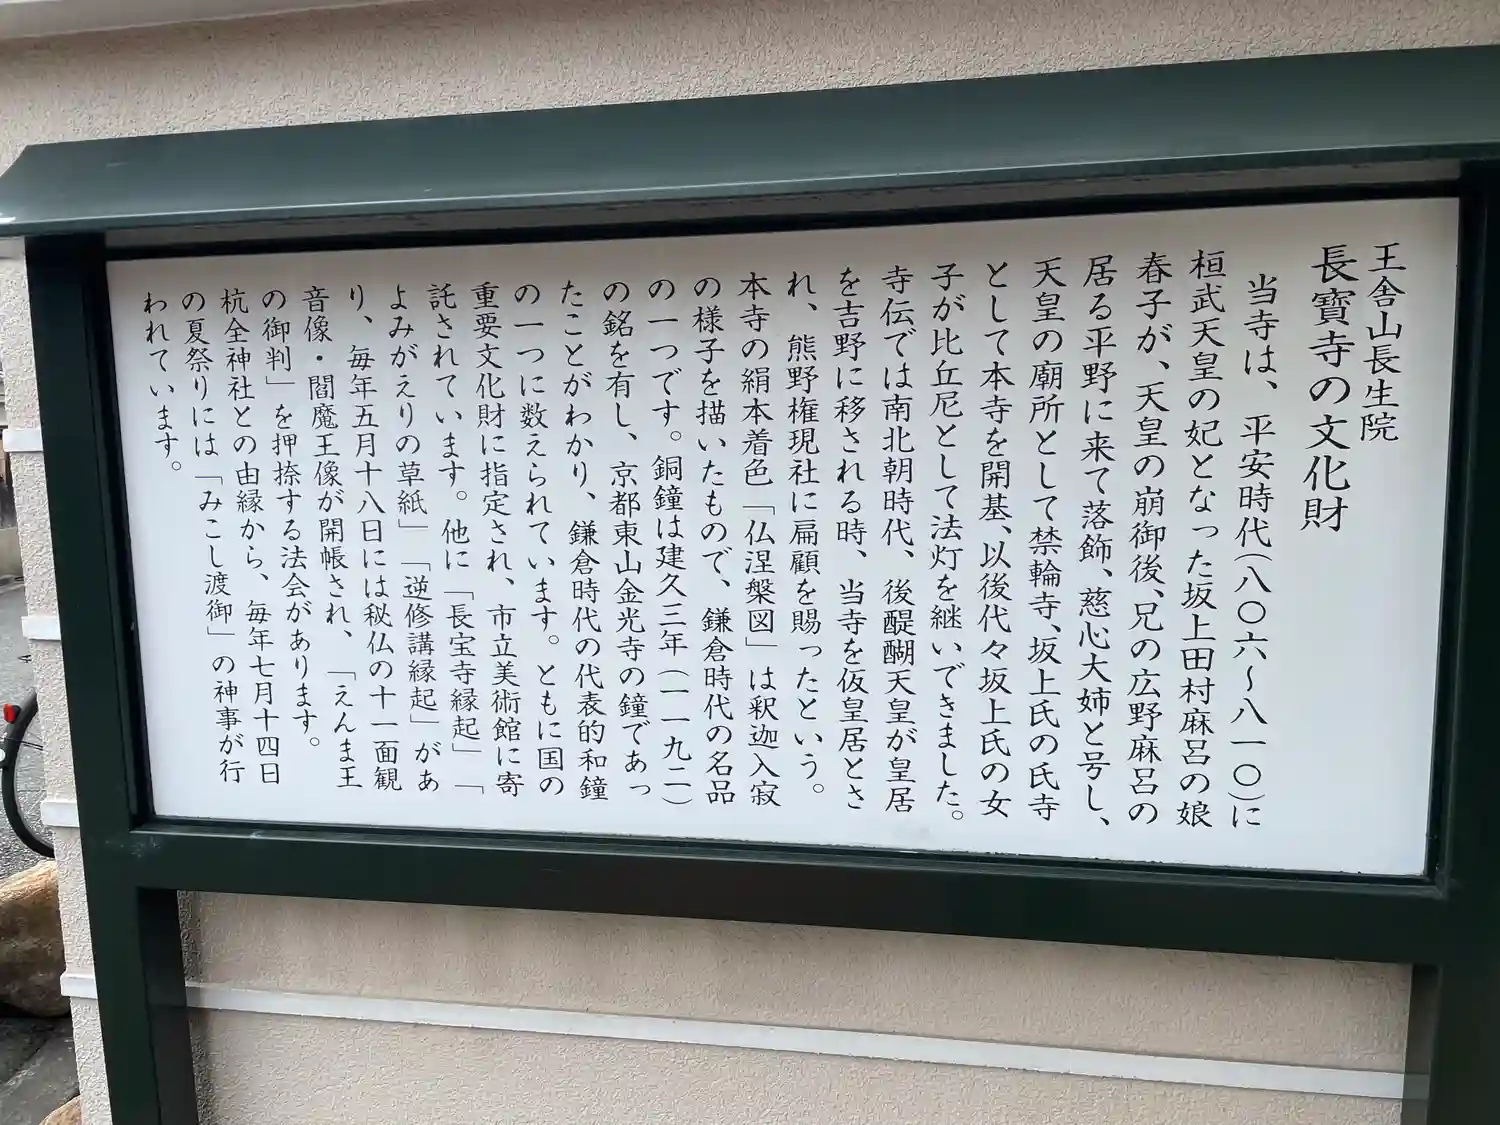 王舎山長生院
長寳寺の文化財
当寺は、平安時代(八〇六～八一〇)に
桓武天皇の妃となった坂上田村麻呂の娘
春子が、天皇の崩御後、兄の広野麻呂の
居る平野に来て落飾、慈心大姉と号し、
天皇の廟所として禁輪寺、坂上氏の氏寺
として本寺を開基、以後代々坂上氏の女
子が比丘尼として法灯を継いできました。
寺伝では南北朝時代、後醍醐天皇が皇居
を吉野に移される時、当寺を仮皇居とさ
れ、熊野権現社に扁顧を賜ったという。
本寺の絹本着色「仏涅槃図」は釈迦入寂
の様子を描いたもので、鎌倉時代の名品
の一つです。銅鐘は建久三年(一一九二)
の銘を有し、京都東山金光寺の鐘であっ
たことがわかり、鎌倉時代の代表的和鐘
の一つに数えられています。ともに国の
重要文化財に指定され、市立美術館に寄
託されています。他に「長宝寺縁起」「
よみがえりの草紙」「逆修講縁起」があ
り、毎年五月十八日には秘仏の十一面観
音像・閻魔王像が開帳され、「えんま王
の御判」を押捺する法会があります。
杭全神社との由縁から、毎年七月十四日
の夏祭りには「みこし渡御」の神事が行
われています。